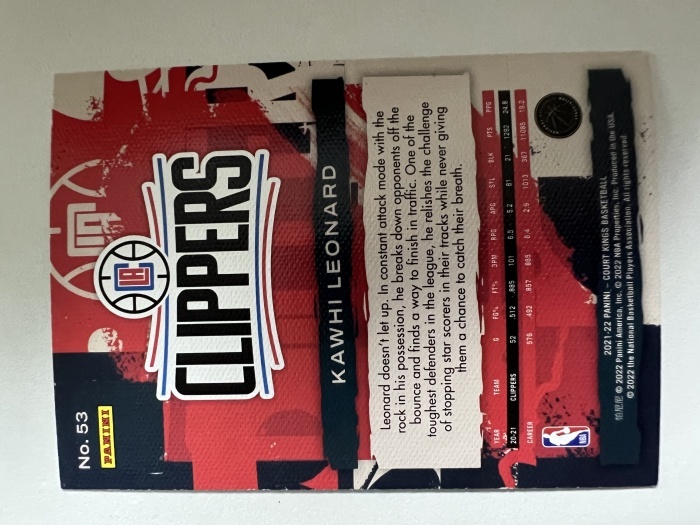 No. 53
PANINI
CLIPPERS
KAWHI LEONARD
Leonard doesn't let up. In constant attack mode with the
rock in his possession, he breaks down opponents off the
bounce and finds a way to finish in traffic. One of the
toughest defenders in the league, he relishes the challenge
of stopping star scorers in their tracks while never giving
them a chance to catch their breath.
YEAR TEAM G FG% FT% 3PM RPG APG STL BLK PTS PPG
20-21 CLIPPERS 52 .512 .885 101 6.5 5.2 81 21 1292 24.8
CAREER 576 .492 .857 865 6.4 2.9 1013 367 11085 19.2
NBA
2021-22 PANINI – COURT KINGS BASKETBALL
帕尼尼 © 2022 Panini America, Inc. © 2022 NBA Properties, Inc. Produced in the USA.
© 2022 the National Basketball Players Association. All rights reserved.